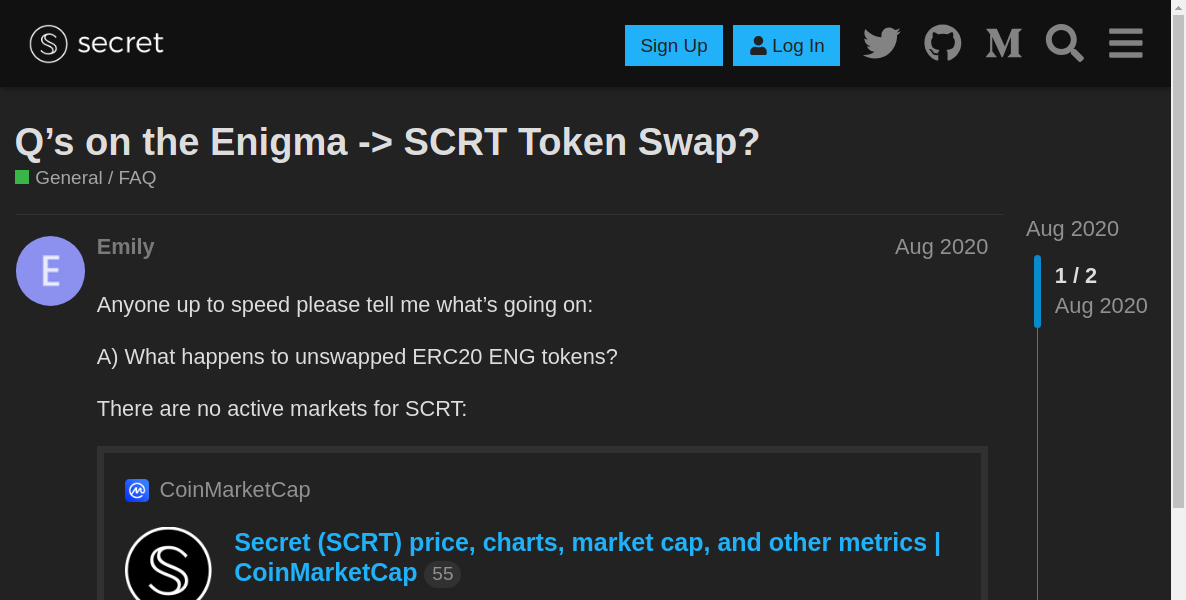 secret
Sign Up
Log In
Q’s on the Enigma -> SCRT Token Swap?
General / FAQ
Emily
Aug 2020
Aug 2020
1 / 2
Aug 2020
E
Anyone up to speed please tell me what’s going on:
A) What happens to unswapped ERC20 ENG tokens?
There are no active markets for SCRT:
CoinMarketCap
Secret (SCRT) price, charts, market cap, and other metrics |
CoinMarketCap 55